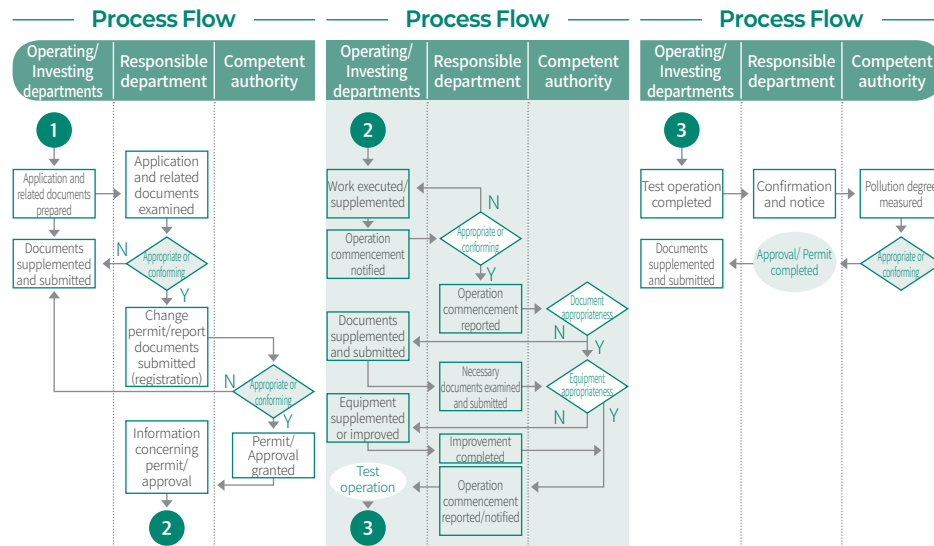 Process Flow
Operating/
Investing
departments
Responsible
department
Competent
authority
1
Application and
related documents
prepared
Application
and related
documents
examined
Documents
supplemented
and submitted
N
Appropriate or
conforming
Y
Change
permit/report
documents
submitted
(registration)
N
Appropriate or
conforming
Y
Information
concerning
permit/
approval
Permit/
Approval
granted
2
Process Flow
Operating/
Investing
departments
Responsible
department
Competent
authority
2
Work executed/
supplemented
N
Operation
commencement
notified
Appropriate or
conforming
Y
Operation
commencement
reported
Document
appropriateness
Documents
supplemented
and submitted
N
Y
Necessary
documents examined
and submitted
Equipment
appropriateness
Equipment
supplemented
or improved
N
Y
Improvement
completed
Test
operation
Operation
commencement
reported/notified
3
Process Flow
Operating/
Investing
departments
Responsible
department
Competent
authority
3
Test operation
completed
Confirmation
and notice
Pollution degree
measured
Documents
supplemented
and submitted
Approval/ Permit
completed
Appropriate or
conforming